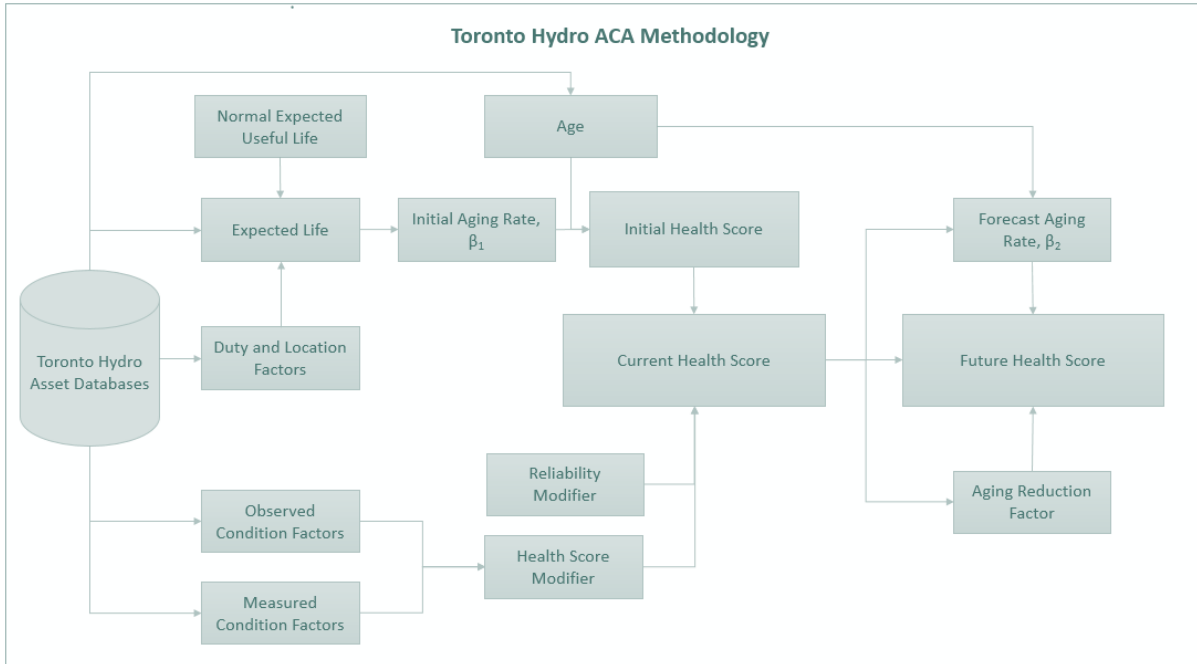 Toronto Hydro ACA Methodology
Normal Expected
Useful Life
Age
Expected Life
Initial Aging Rate,
β₁
Initial Health Score
Forecast Aging
Rate, β₂
Toronto Hydro
Asset Databases
Duty and Location
Factors
Current Health Score
Future Health Score
Reliability
Modifier
Aging Reduction
Factor
Observed
Condition Factors
Health Score
Modifier
Measured
Condition Factors